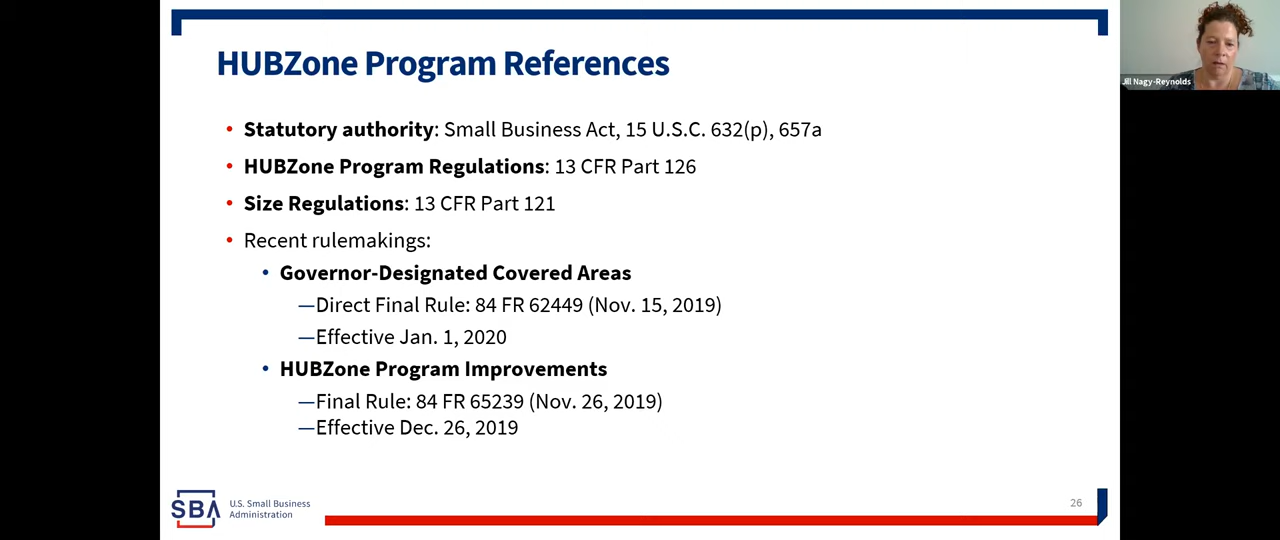 HUBZone Program References
Jill Nagy-Reynolds
• Statutory authority: Small Business Act, 15 U.S.C. 632(p), 657a
• HUBZone Program Regulations: 13 CFR Part 126
• Size Regulations: 13 CFR Part 121
• Recent rulemakings:
• Governor-Designated Covered Areas
—Direct Final Rule: 84 FR 62449 (Nov. 15, 2019)
—Effective Jan. 1, 2020
• HUBZone Program Improvements
—Final Rule: 84 FR 65239 (Nov. 26, 2019)
—Effective Dec. 26, 2019
SBA
U.S. Small Business
Administration
26